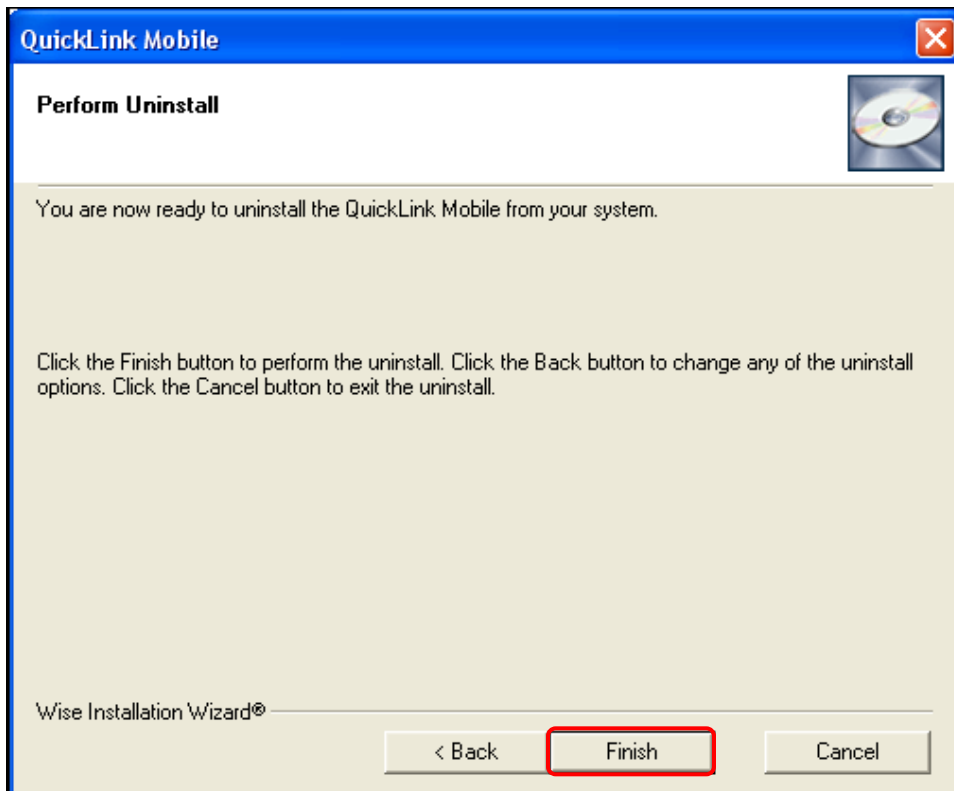 QuickLink Mobile
Perform Uninstall
You are now ready to uninstall the QuickLink Mobile from your system.
Click the Finish button to perform the uninstall. Click the Back button to change any of the uninstall
options. Click the Cancel button to exit the uninstall.
Wise Installation Wizard®
< Back Finish Cancel